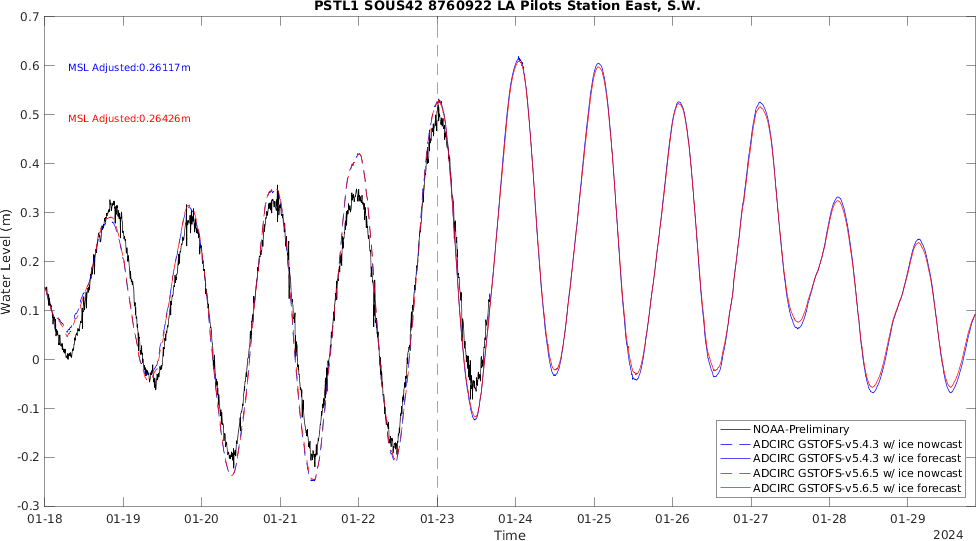 PSTL1 SOUS42 8760922 LA Pilots Station East, S.W.
MSL Adjusted:0.26117m
MSL Adjusted:0.26426m
Water Level (m)
0.7
0.6
0.5
0.4
0.3
0.2
0.1
0
-0.1
-0.2
-0.3
NOAA-Preliminary
ADCIRC GSTOFS-v5.4.3 w/ ice nowcast
ADCIRC GSTOFS-v5.4.3 w/ ice forecast
ADCIRC GSTOFS-v5.6.5 w/ ice nowcast
ADCIRC GSTOFS-v5.6.5 w/ ice forecast
01-18 01-19 01-20 01-21 01-22 01-23 01-24 01-25 01-26 01-27 01-28 01-29
Time
2024